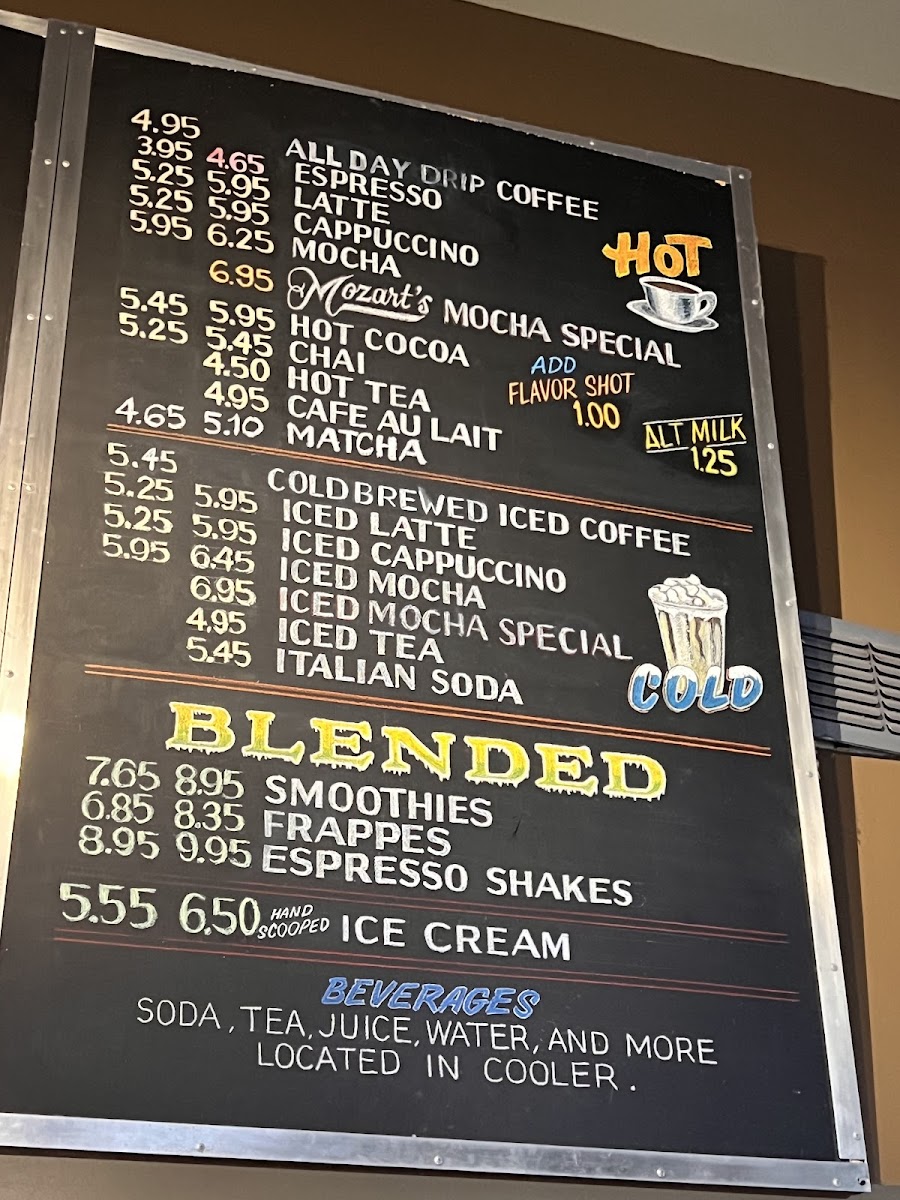 4.95 ALL DAY DRIP COFFEE
3.95 4.65 ESPRESSO
5.25 5.95 LATTE
5.25 5.95 CAPPUCCINO
5.95 6.25 MOCHA
6.95 Mozart's MOCHA SPECIAL
5.45 5.95 HOT COCOA
5.25 5.45 CHAI
4.50 HOT TEA
4.95 CAFE AU LAIT
4.65 5.10 MATCHA
HOT
ADD
FLAVOR SHOT
1.00
ALT MILK
1.25
5.45 COLD BREWED ICED COFFEE
5.25 5.95 ICED LATTE
5.25 5.95 ICED CAPPUCCINO
5.95 6.45 ICED MOCHA
6.95 ICED MOCHA SPECIAL
4.95 ICED TEA
5.45 ITALIAN SODA
COLD
BLENDED
7.65 8.95 SMOOTHIES
6.85 8.35 FRAPPES
8.95 9.95 ESPRESSO SHAKES
5.55 6.50 HAND SCOOPED ICE CREAM
BEVERAGES
SODA, TEA, JUICE, WATER, AND MORE
LOCATED IN COOLER.